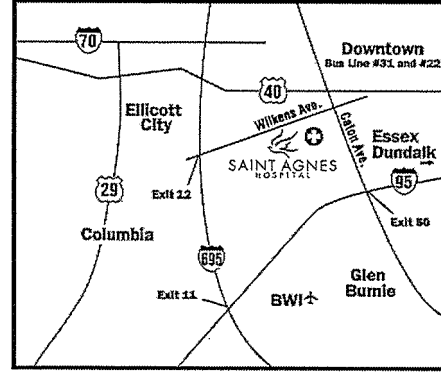 70
Downtown
Bus Line #31 and #22
40
Ellicott
City
Wilkens Ave.
Caton Ave.
Essex
Dundalk
SAINT AGNES
HOSPITAL
95
29
Exit 12
Exit 50
Columbia
695
Glen
Burnie
Exit 11
BWI